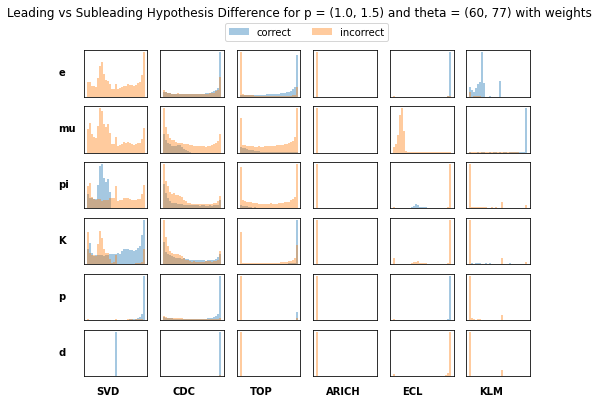 Leading vs Subleading Hypothesis Difference for p = (1.0, 1.5) and theta = (60, 77) with weights
correct incorrect
e
mu
pi
K
p
d
SVD CDC TOP ARICH ECL KLM